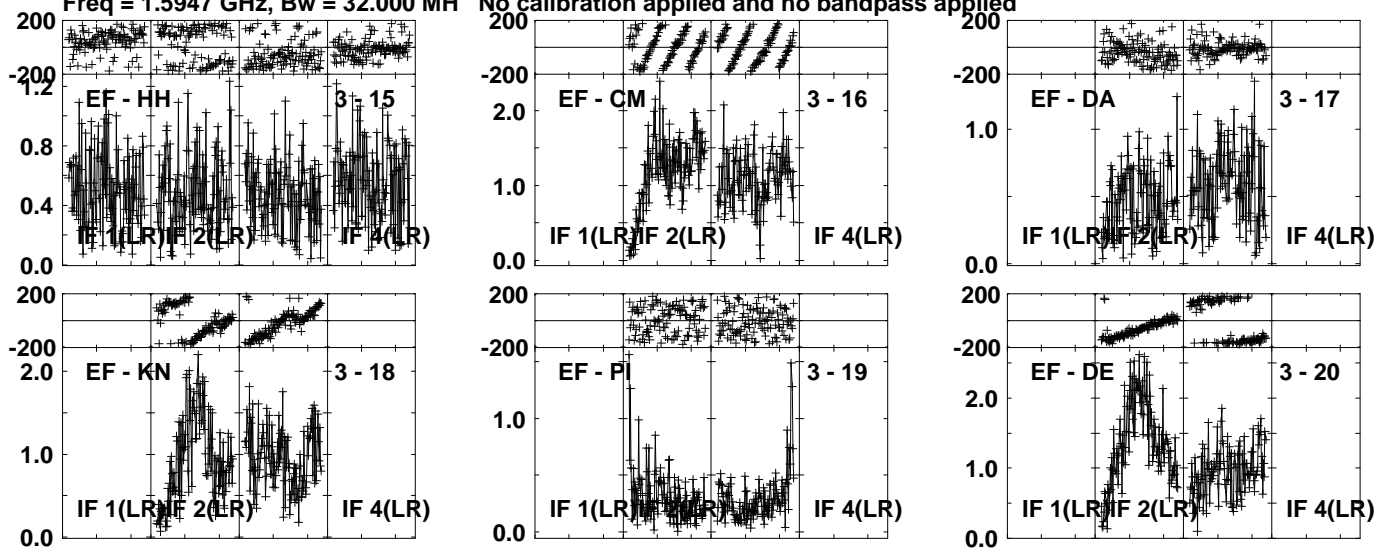 Freq = 1.5947 GHz, Bw = 32.000 MH No calibration applied and no bandpass applied
200
-200
1.2
0.8
0.4
0.0
EF - HH
3 - 15
IF 1(LR)
IF 2(LR)
IF 4(LR)
200
-200
2.0
1.0
0.0
EF - CM
3 - 16
IF 1(LR)
IF 2(LR)
IF 4(LR)
200
-200
1.0
0.0
EF - DA
3 - 17
IF 1(LR)
IF 2(LR)
IF 4(LR)
200
-200
2.0
1.0
0.0
EF - KN
3 - 18
IF 1(LR)
IF 2(LR)
IF 4(LR)
200
-200
1.0
0.0
EF - PI
3 - 19
IF 1(LR)
IF 2(LR)
IF 4(LR)
200
-200
2.0
1.0
0.0
EF - DE
3 - 20
IF 1(LR)
IF 2(LR)
IF 4(LR)